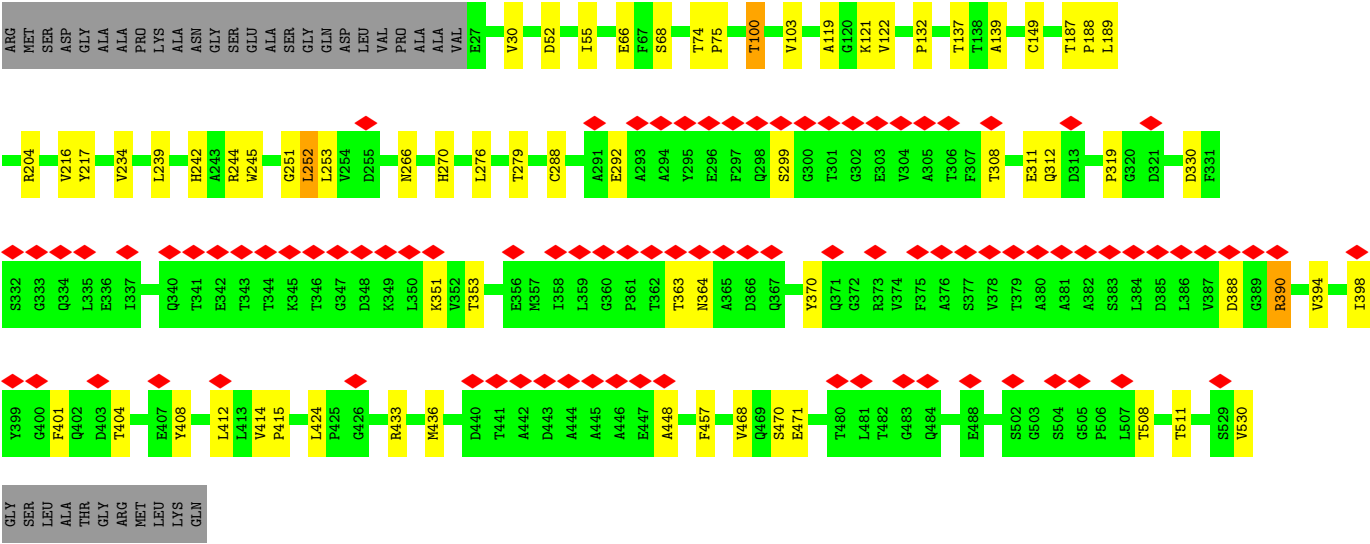 ARG MET SER ASP GLY ALA ALA PRO LYS ALA ASN GLY SER GLU ALA SER GLY GLN ASP LEU VAL PRO ALA ALA VAL E27 V30 D52 I55 E66 F67 S68 T74 P75 T100 V103 A119 G120 K121 V122 P132 T137 T138 A139 C149 T187 P188 L189
R204 V216 Y217 V234 L239 H242 A243 R244 W245 G251 L252 L253 V254 D255 N266 H270 L276 T279 C288 A291 E292 A293 A294 Y295 E296 F297 Q298 S299 G300 T301 G302 E303 V304 A305 T306 F307 T308 E311 Q312 D313 P319 G320 D321 D330 F331
S332 G333 Q334 L335 E336 I337 Q340 T341 E342 T343 T344 K345 T346 G347 D348 K349 L350 K351 V352 T353 E356 M357 I358 L359 G360 P361 T362 T363 N364 A365 D366 Q367 Y370 Q371 G372 R373 V374 F375 A376 S377 V378 T379 A380 A381 A382 S383 L384 D385 L386 V387 D388 G389 R390 V394 I398
Y399 G400 F401 Q402 D403 T404 E407 Y408 L412 L413 V414 P415 L424 P425 G426 R433 M436 D440 T441 A442 D443 A444 A445 A446 E447 A448 F457 V468 Q469 S470 E471 T480 L481 T482 G483 Q484 E488 S502 G503 S504 G505 P506 L507 T508 T511 S529 V530
GLY SER LEU ALA THR GLY ARG MET LEU LYS GLN